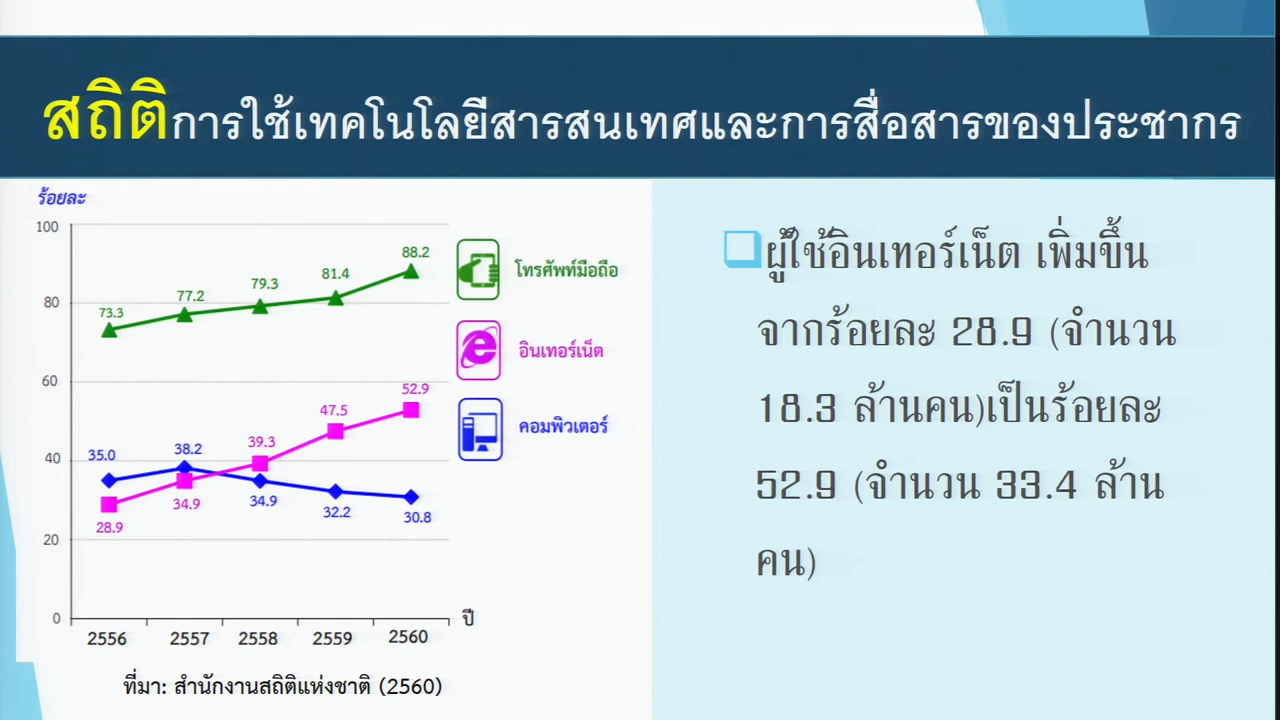 สถิติการใช้เทคโนโลยีสารสนเทศและการสื่อสารของประชากร
ร้อยละ
100
80
60
40
20
0
73.3
77.2
79.3
81.4
88.2
35.0
38.2
34.9
32.2
30.8
28.9
34.9
39.3
47.5
52.9
2556
2557
2558
2559
2560
ปี
โทรศัพท์มือถือ
อินเทอร์เน็ต
คอมพิวเตอร์
ที่มา: สำนักงานสถิติแห่งชาติ (2560)
ผู้ใช้อินเทอร์เน็ต เพิ่มขึ้น
จากร้อยละ 28.9 (จำนวน
18.3 ล้านคน)เป็นร้อยละ
52.9 (จำนวน 33.4 ล้าน
คน)